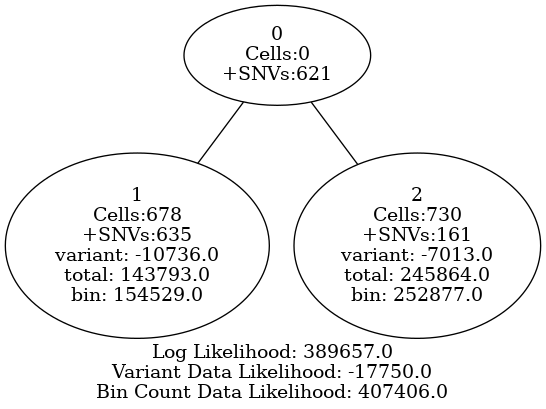 0
Cells:0
+SNVs:621
1
Cells:678
+SNVs:635
variant: -10736.0
total: 143793.0
bin: 154529.0
2
Cells:730
+SNVs:161
variant: -7013.0
total: 245864.0
bin: 252877.0
Log Likelihood: 389657.0
Variant Data Likelihood: -17750.0
Bin Count Data Likelihood: 407406.0